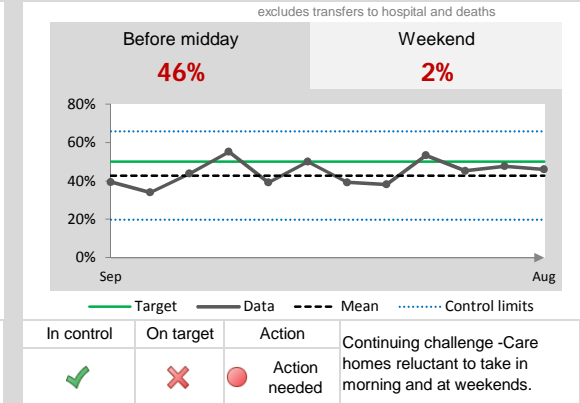 excludes transfers to hospital and deaths
Before midday
Weekend
46%
2%
80%
60%
40%
20%
0%
Sep
Aug
Target
Data
Mean
Control limits
In control
On target
Action
Action
needed
Continuing challenge -Care
homes reluctant to take in
morning and at weekends.